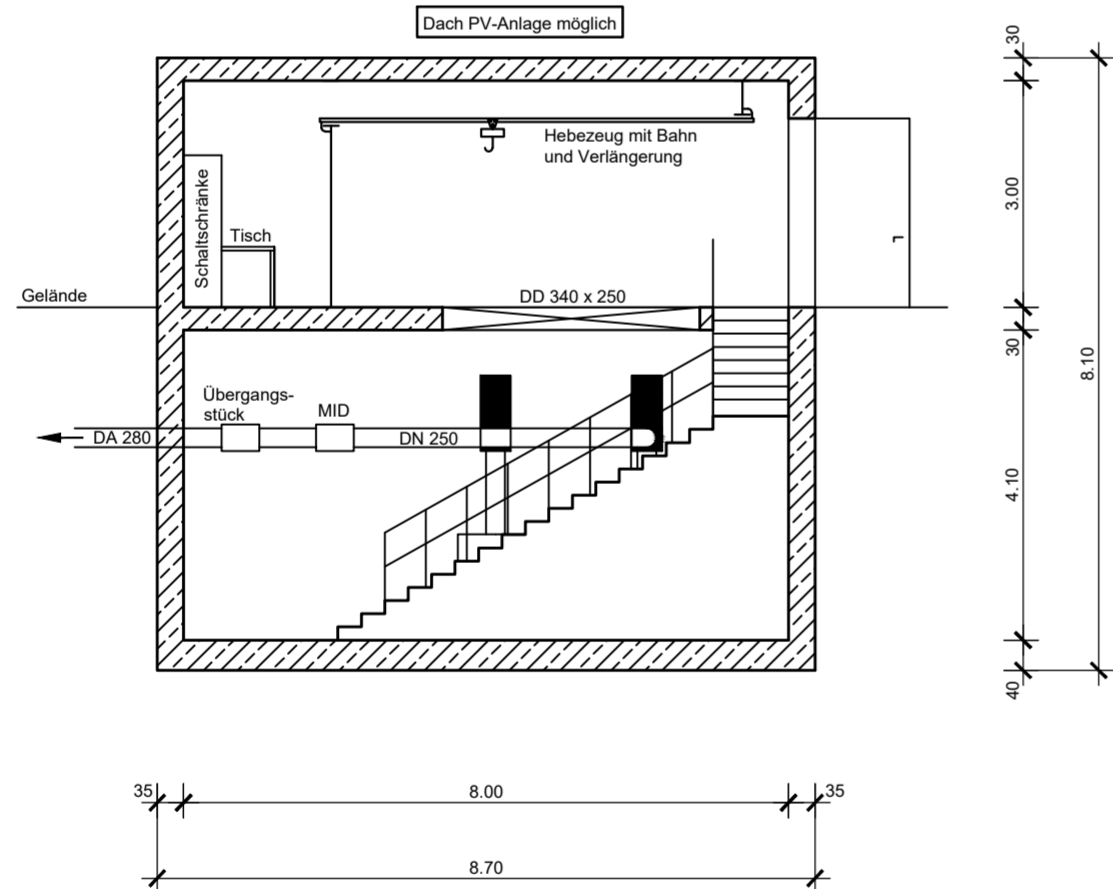 Dach PV-Anlage möglich
30
Hebezeug mit Bahn
und Verlängerung
Schaltschränke
Tisch
3.00
Gelände
DD 340 x 250
30
8.10
Übergangs-
stück
MID
DA 280
DN 250
4.10
40
35
8.00
35
8.70